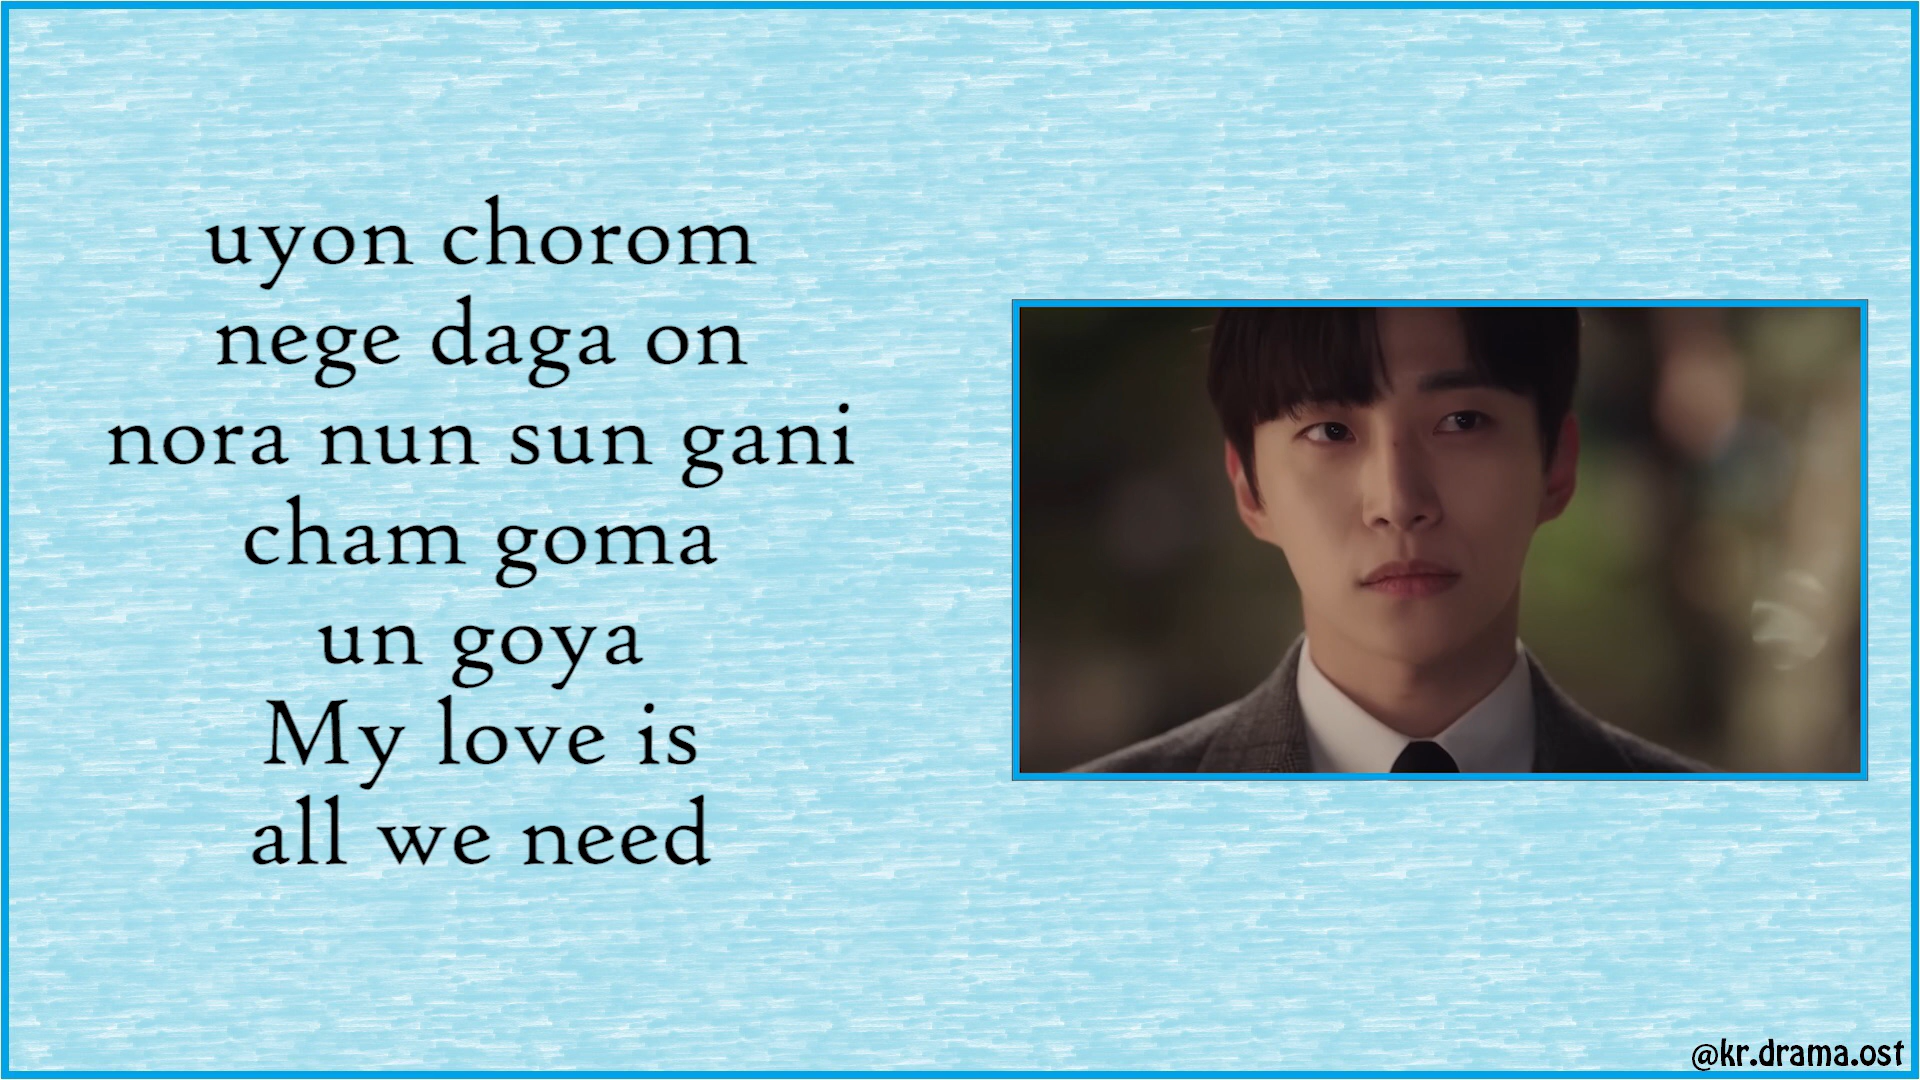 uyon chorom
nege daga on
nora nun sun gani
cham goma
un goya
My love is
all we need
@kr.drama.ost